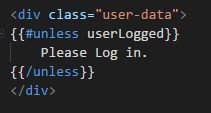 <div class="user-data">
{{#unless userLogged}}
    Please Log in.
{{/unless}}
</div>